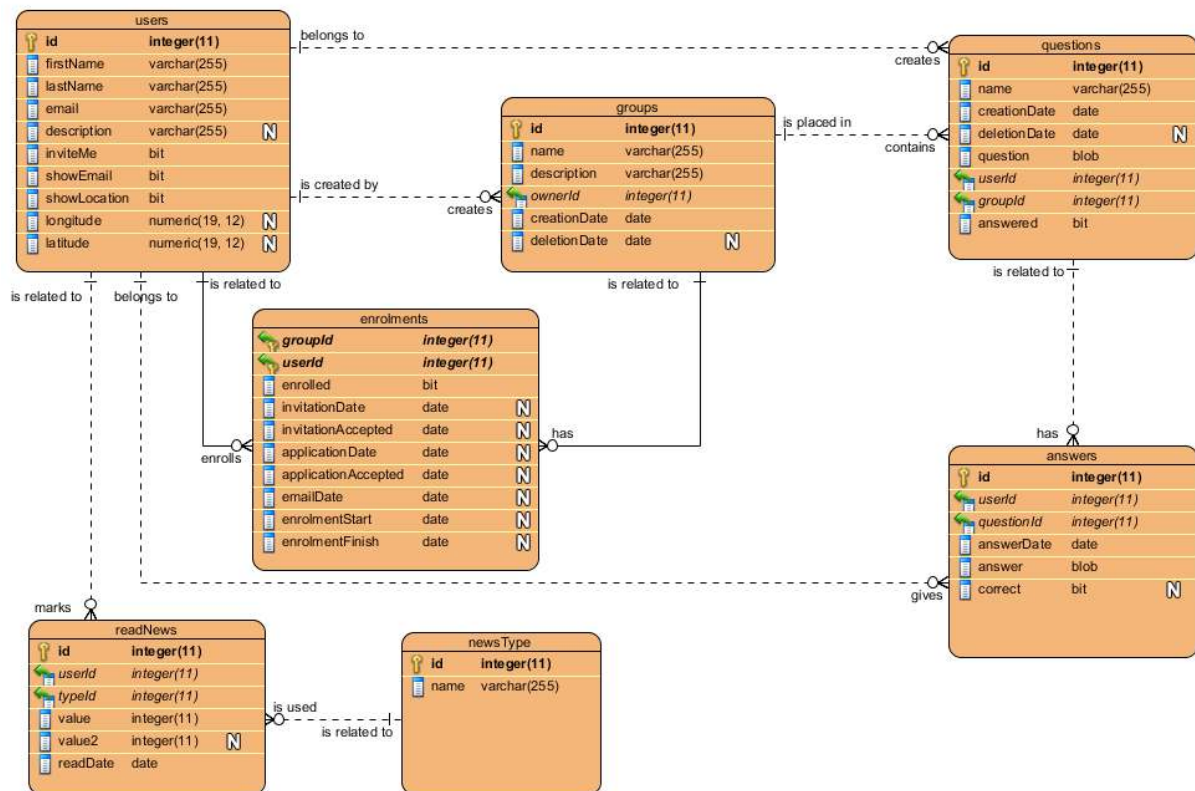 users
id integer(11)
firstName varchar(255)
lastName varchar(255)
email varchar(255)
description varchar(255) N
inviteMe bit
showEmail bit
showLocation bit
longitude numeric(19, 12) N
latitude numeric(19, 12) N
belongs to
creates
questions
id integer(11)
name varchar(255)
creationDate date
deletionDate date N
question blob
userId integer(11)
groupId integer(11)
answered bit
groups
id integer(11)
name varchar(255)
description varchar(255)
ownerId integer(11)
creationDate date
deletionDate date N
is placed in
contains
is created by
creates
is related to
belongs to
is related to
is related to
is related to
enrolments
groupId integer(11)
userId integer(11)
enrolled bit
invitationDate date N
invitationAccepted date N
applicationDate date N
applicationAccepted date N
emailDate date N
enrolmentStart date N
enrolmentFinish date N
enrolls
has
has
answers
id integer(11)
userId integer(11)
questionId integer(11)
answerDate date
answer blob
correct bit N
gives
marks
readNews
id integer(11)
userId integer(11)
typeId integer(11)
value integer(11)
value2 integer(11) N
readDate date
is used
is related to
newsType
id integer(11)
name varchar(255)